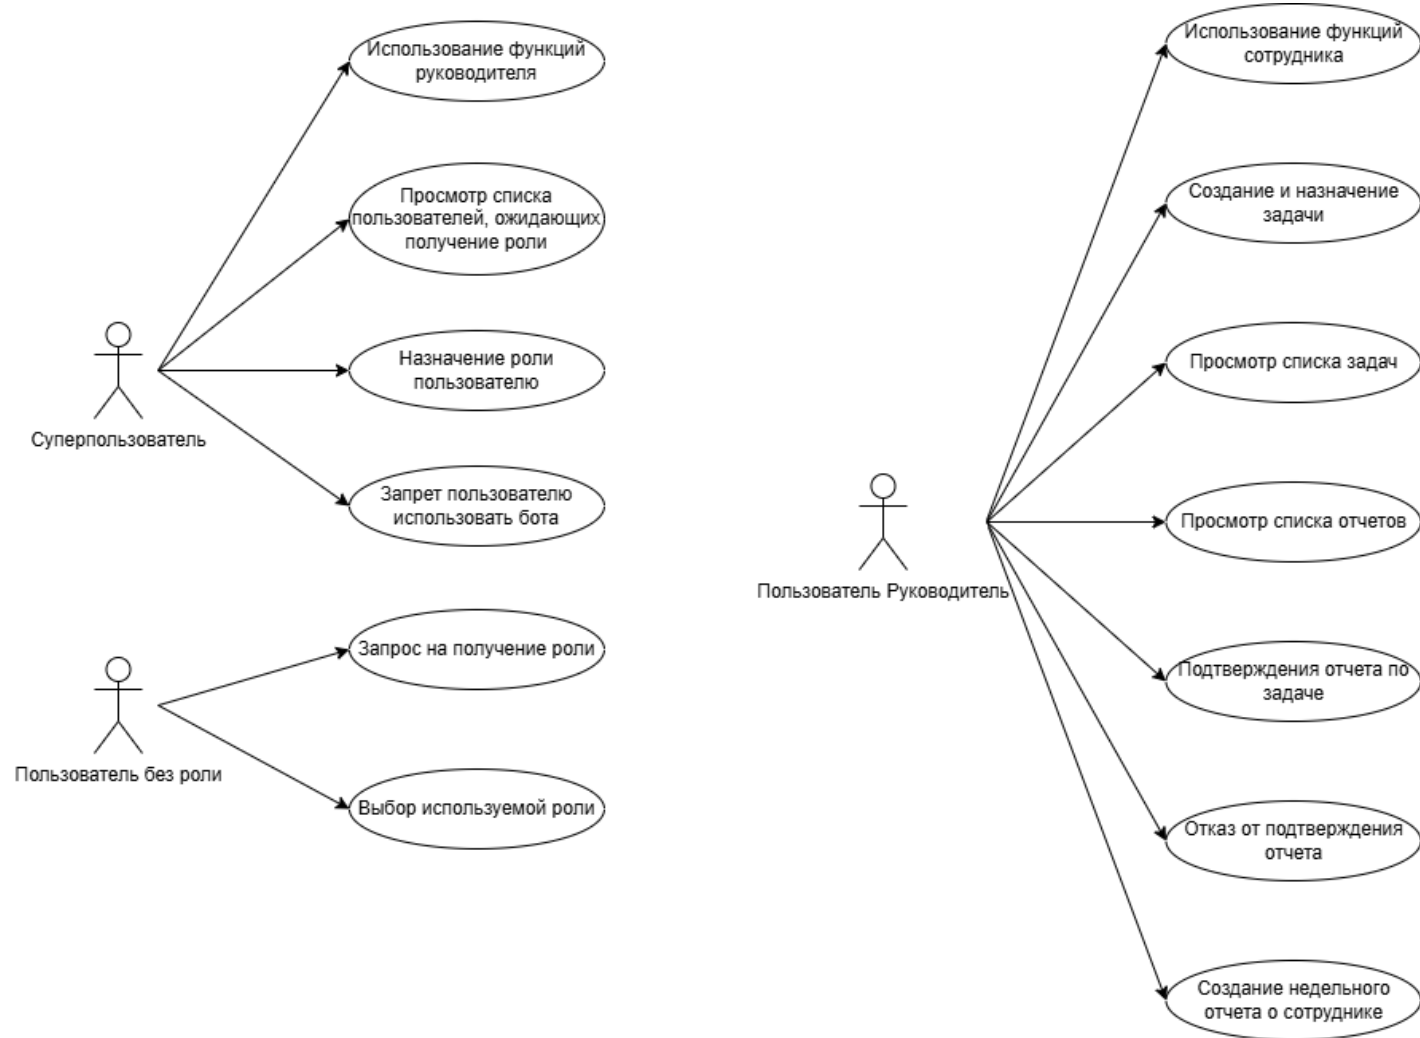 Использование функций
руководителя
Просмотр списка
пользователей, ожидающих
получение роли
Назначение роли
пользователю
Суперпользователь
Запрет пользователю
использовать бота
Запрос на получение роли
Пользователь без роли
Выбор используемой роли
Использование функций
сотрудника
Создание и назначение
задачи
Просмотр списка задач
Просмотр списка отчетов
Пользователь Руководитель
Подтверждения отчета по
задаче
Отказ от подтверждения
отчета
Создание недельного
отчета о сотруднике